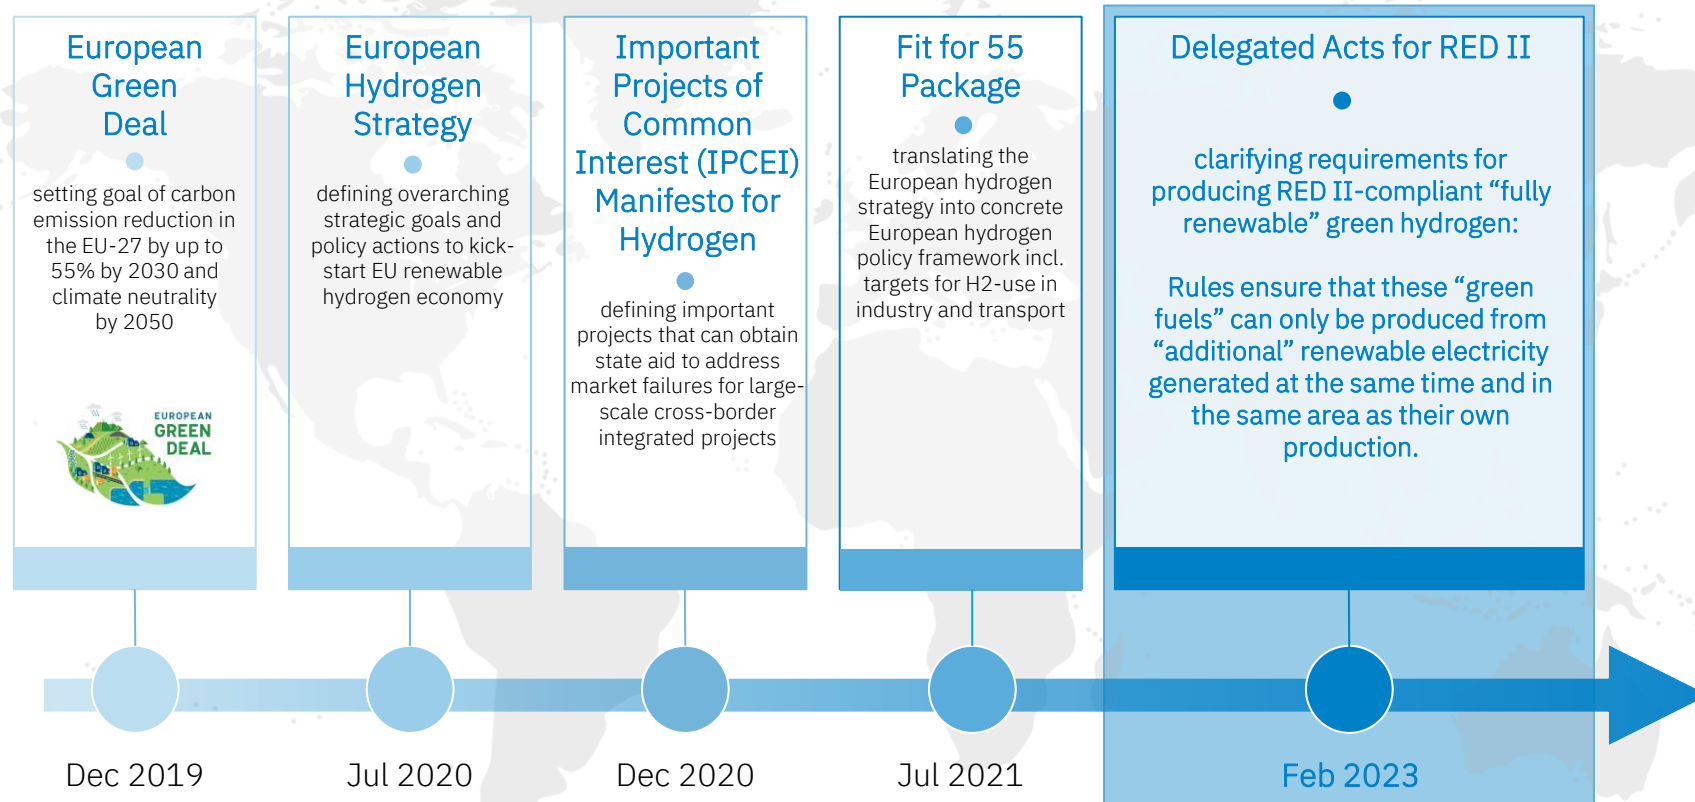 European
Green
Deal
setting goal of carbon
emission reduction in
the EU-27 by up to
55% by 2030 and
climate neutrality
by 2050
EUROPEAN
GREEN
DEAL
European
Hydrogen
Strategy
defining overarching
strategic goals and
policy actions to kick-
start EU renewable
hydrogen economy
Important
Projects of
Common
Interest (IPCEI)
Manifesto for
Hydrogen
defining important
projects that can obtain
state aid to address
market failures for large-
scale cross-border
integrated projects
Fit for 55
Package
translating the
European hydrogen
strategy into concrete
European hydrogen
policy framework incl.
targets for H2-use in
industry and transport
Delegated Acts for RED II
clarifying requirements for
producing RED II-compliant “fully
renewable” green hydrogen:
Rules ensure that these “green
fuels” can only be produced from
“additional” renewable electricity
generated at the same time and in
the same area as their own
production.
Dec 2019
Jul 2020
Dec 2020
Jul 2021
Feb 2023